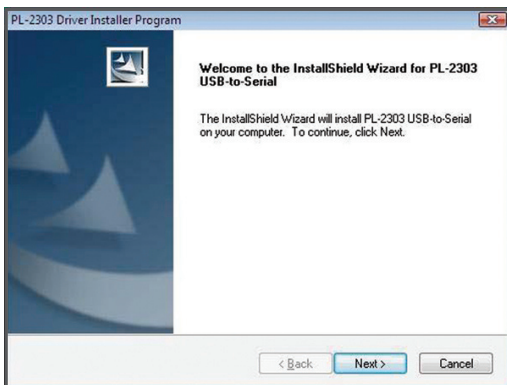 PL-2303 Driver Installer Program
Welcome to the InstallShield Wizard for PL-2303
USB-to-Serial
The InstallShield Wizard will install PL-2303 USB-to-Serial
on your computer. To continue, click Next.
< Back
Next >
Cancel